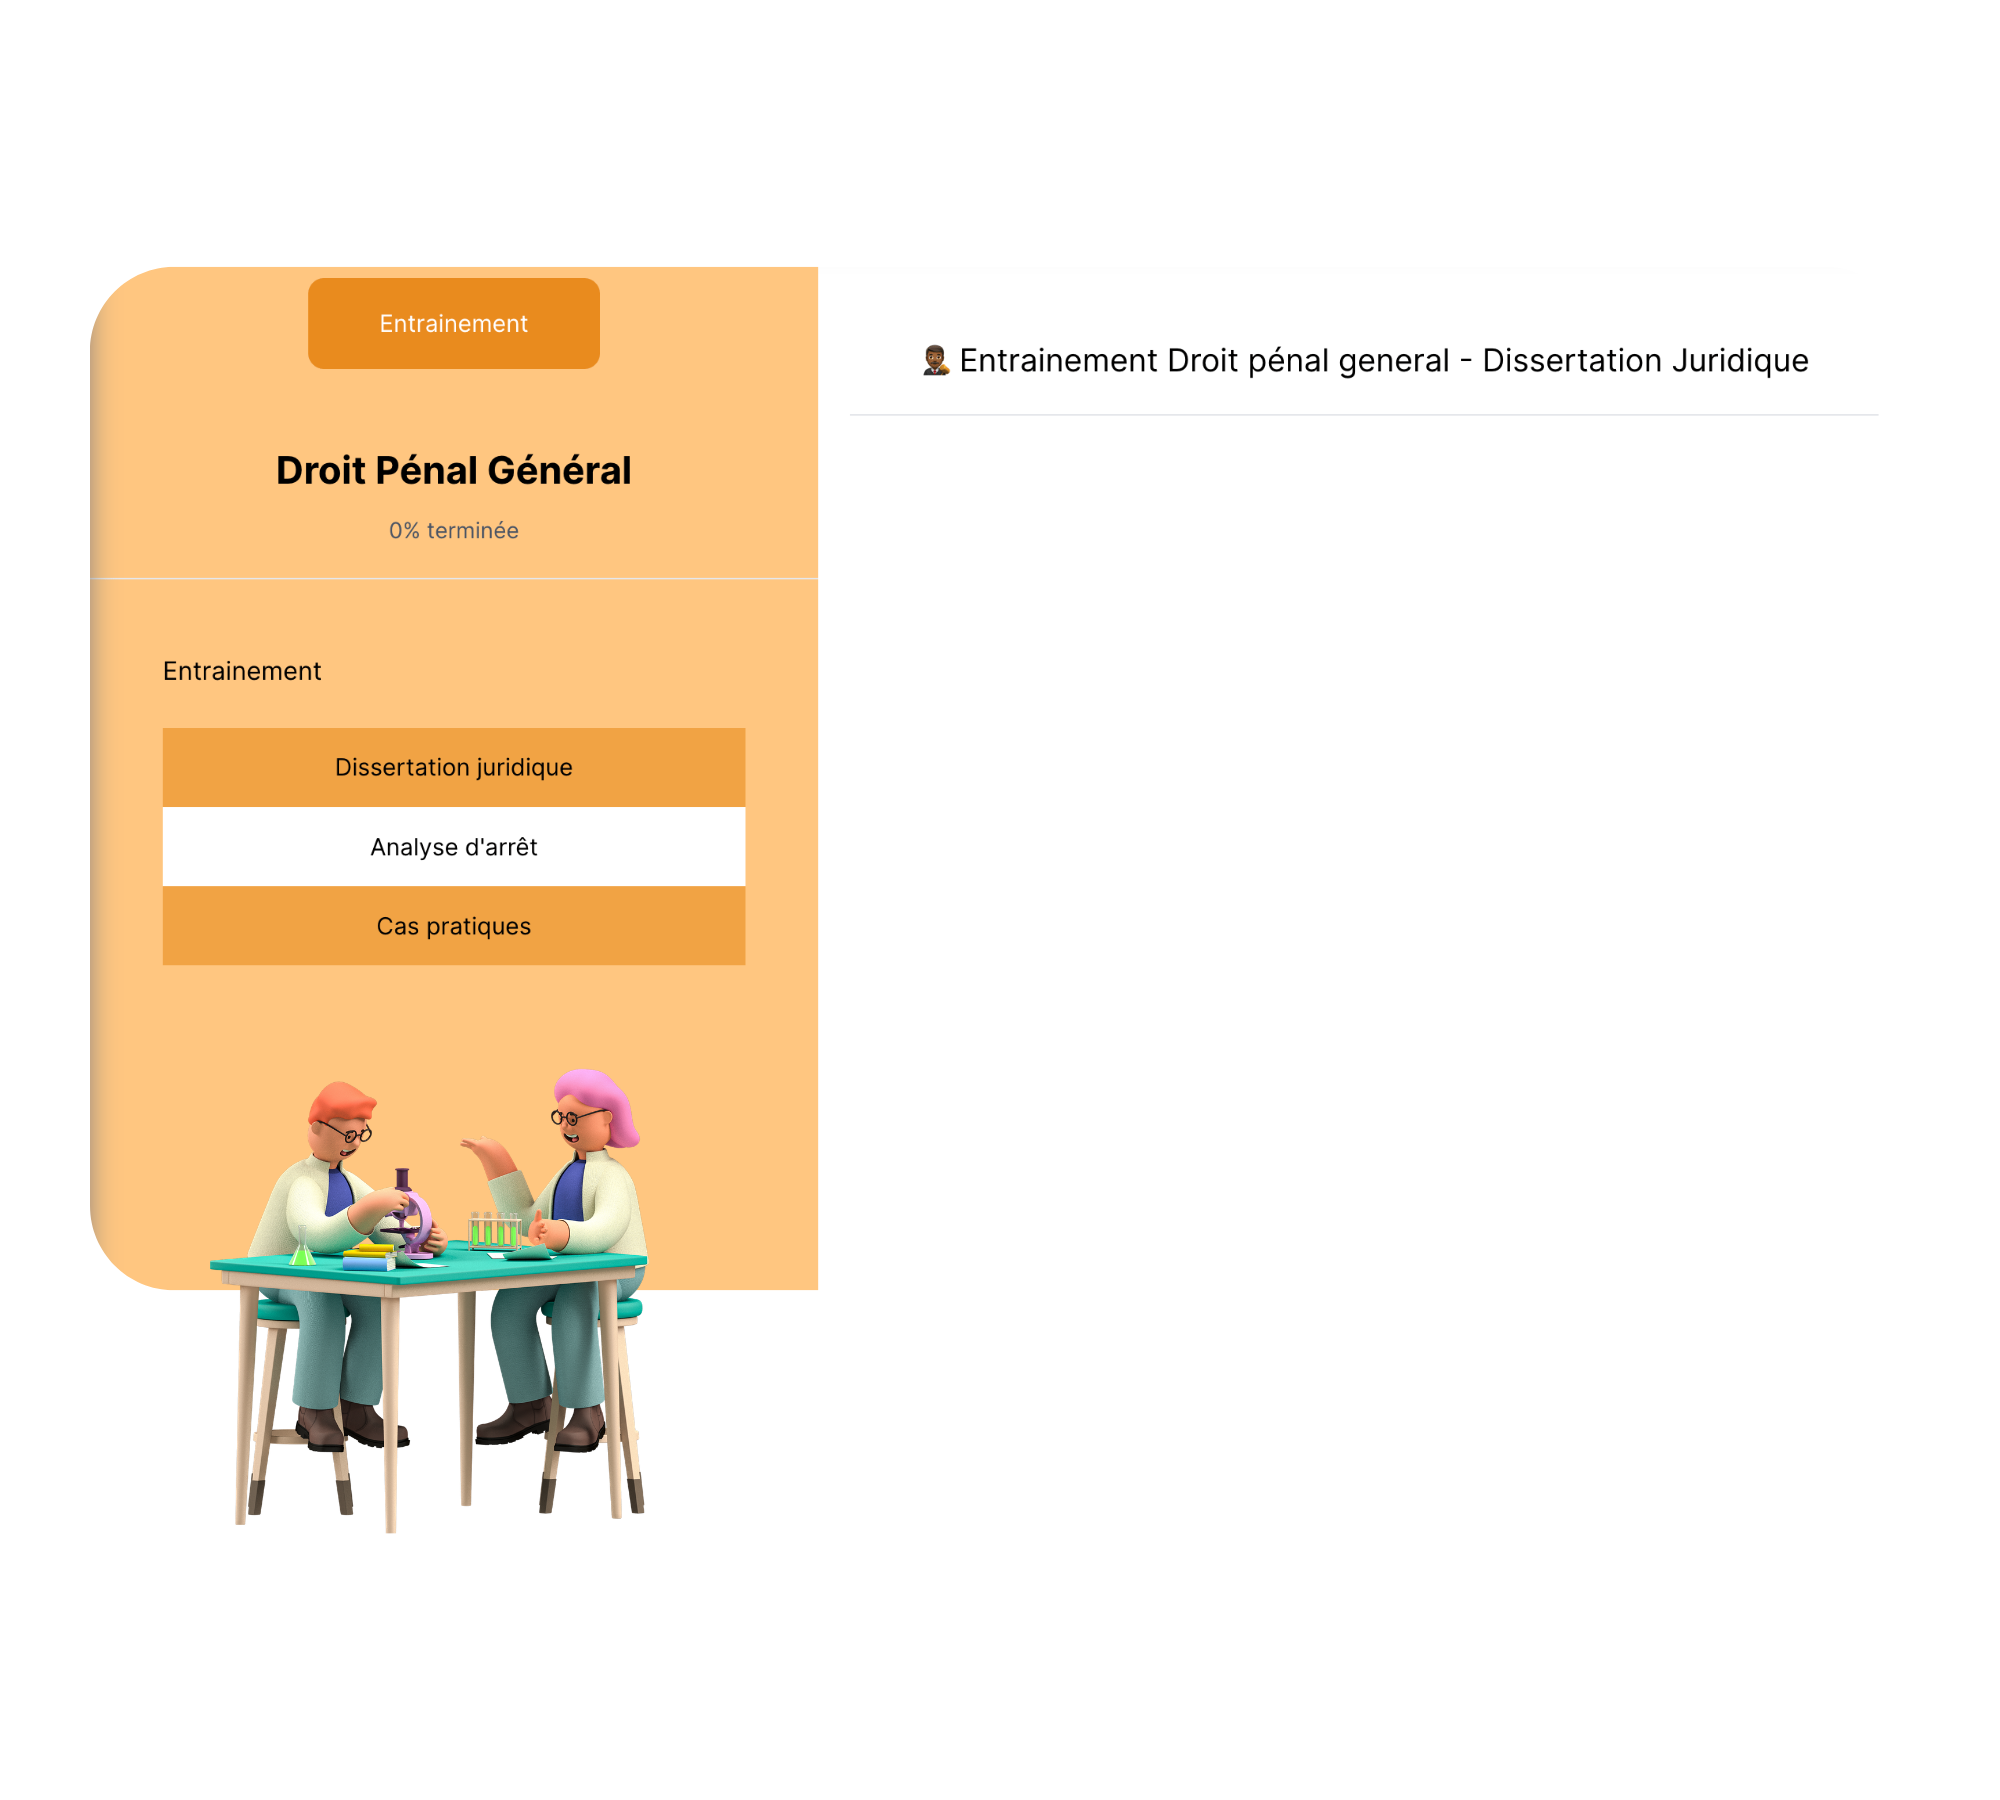 Entrainement
Droit Pénal Général
0% terminée
Entrainement
Dissertation juridique
Analyse d'arrêt
Cas pratiques
Entrainement Droit pénal general - Dissertation Juridique